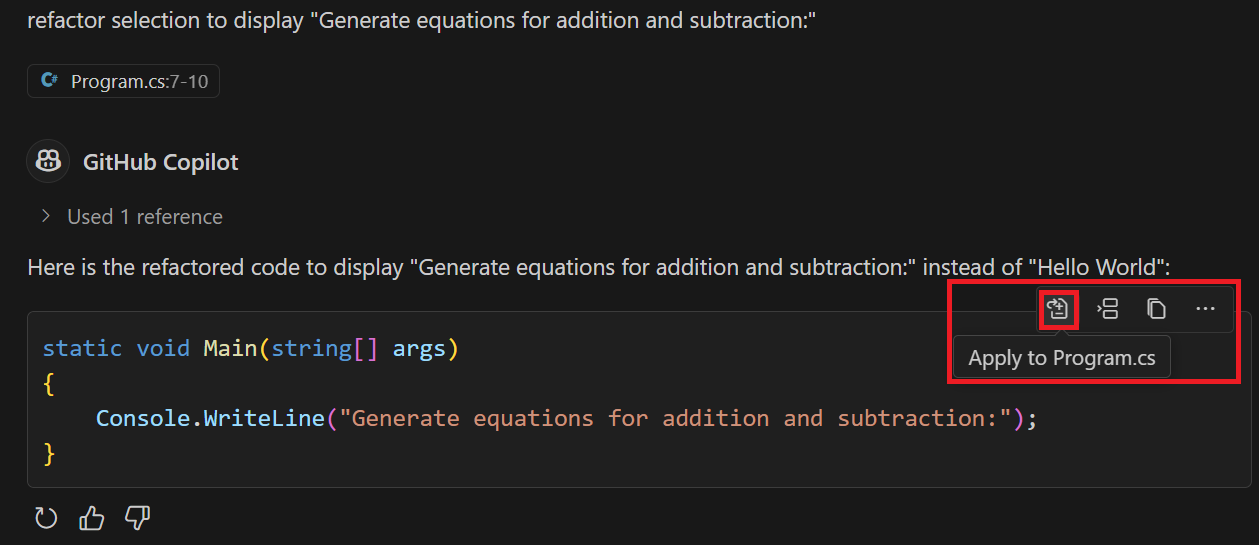 refactor selection to display "Generate equations for addition and subtraction:"
C# Program.cs:7-10
GitHub Copilot
Used 1 reference
Here is the refactored code to display "Generate equations for addition and subtraction:" instead of "Hello World":
Apply to Program.cs
static void Main(string[] args)
{
    Console.WriteLine("Generate equations for addition and subtraction:");
}